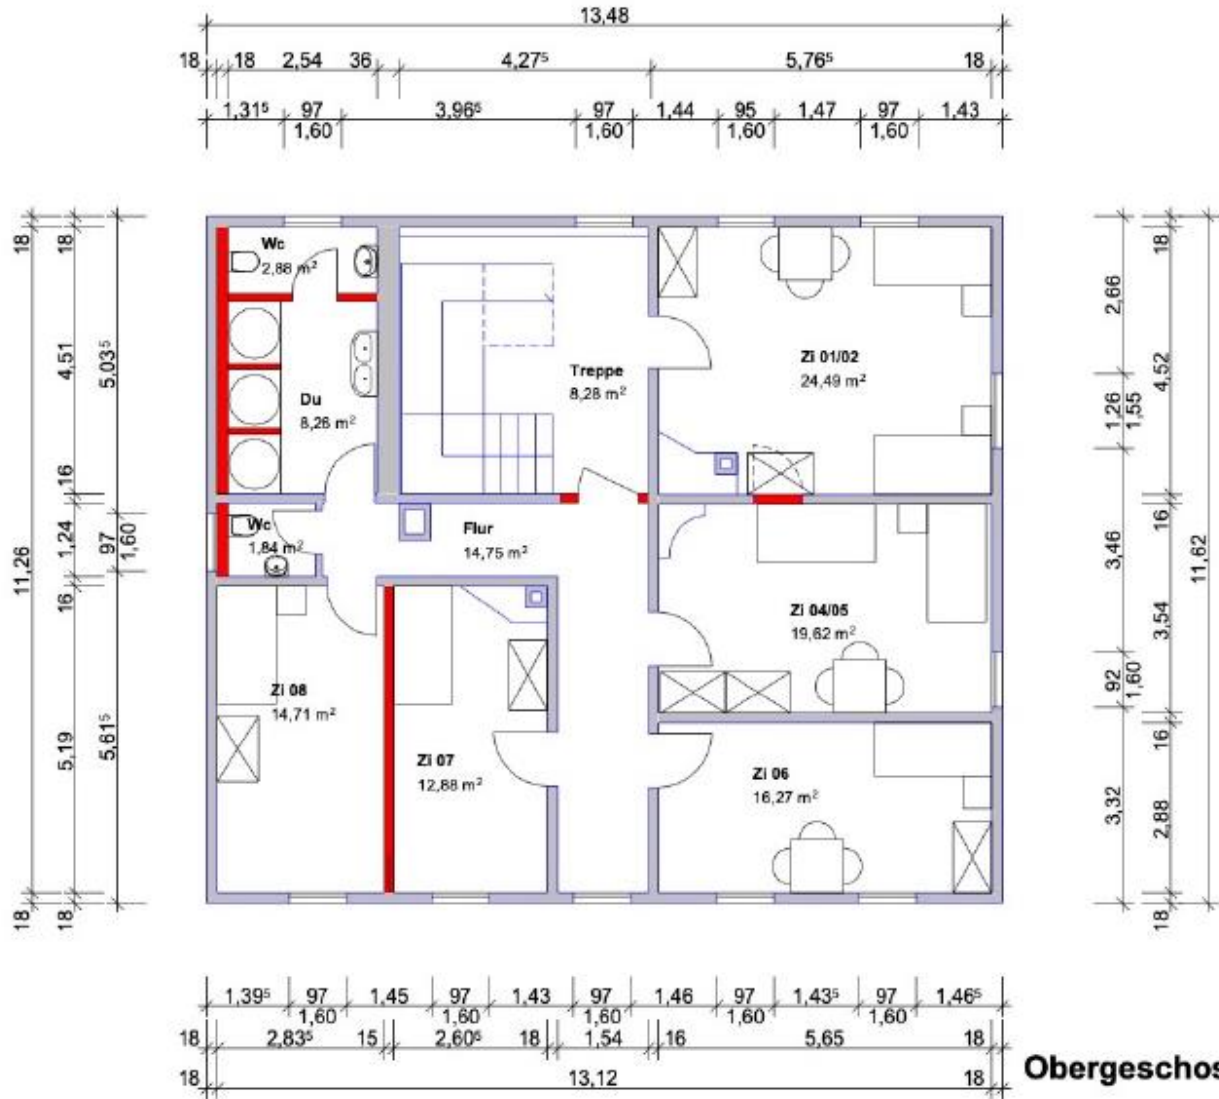 13,48
18 18 2,54 36 4,27⁵ 5,76⁵ 18
1,31⁵ 97 3,96⁵ 97 1,44 95 1,47 97 1,43
1,60 1,60 1,60 1,60
18 18 18
Wc
2,88 m²
2,66
4,51 5,03⁵
Zi 01/02
24,49 m²
4,52
Treppe
8,28 m²
Du
8,26 m²
1,26 1,55
16 16
Wc
1,84 m²
Flur
14,75 m²
1,24 97 1,60
11,26
3,46
11,62
16
Zi 04/05
19,62 m²
3,54
92 1,60
Zi 08
14,71 m²
5,19 5,61⁵
16
Zi 07
12,88 m²
Zi 06
16,27 m²
3,32 2,88
18 18 18
1,39⁵ 97 1,45 97 1,43 97 1,46 97 1,43⁵ 97 1,46⁵
1,60 1,60 1,60 1,60 1,60
18 2,83⁵ 15 2,60⁵ 18 1,54 16 5,65 18
18 13,12 18
Obergeschos